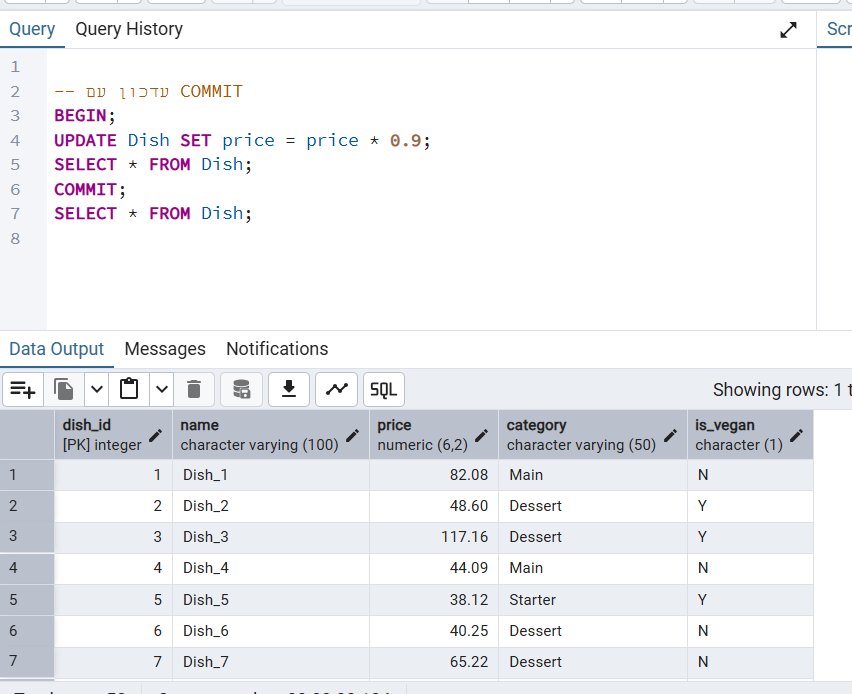 Query Query History Scr
1
2 -- עדכון עם COMMIT
3 BEGIN;
4 UPDATE Dish SET price = price * 0.9;
5 SELECT * FROM Dish;
6 COMMIT;
7 SELECT * FROM Dish;
8
Data Output Messages Notifications
SQL Showing rows: 1 t
dish_id name price category is_vegan
[PK] integer character varying (100) numeric (6,2) character varying (50) character (1)
1 1 Dish_1 82.08 Main N
2 2 Dish_2 48.60 Dessert Y
3 3 Dish_3 117.16 Dessert Y
4 4 Dish_4 44.09 Main N
5 5 Dish_5 38.12 Starter Y
6 6 Dish_6 40.25 Dessert N
7 7 Dish_7 65.22 Dessert N